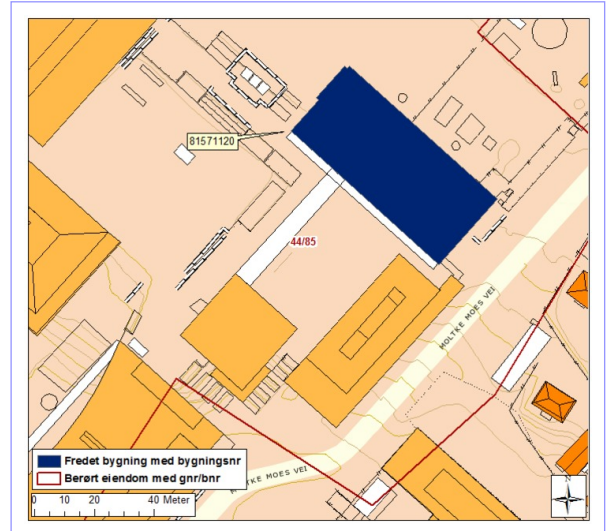 81571120
44/85
MOLTKE MOES VEI
MOLTKE MOES VEI
Fredet bygning med bygningsnr
Berørt eiendom med gnr/bnr
0 10 20 40 Meter
N